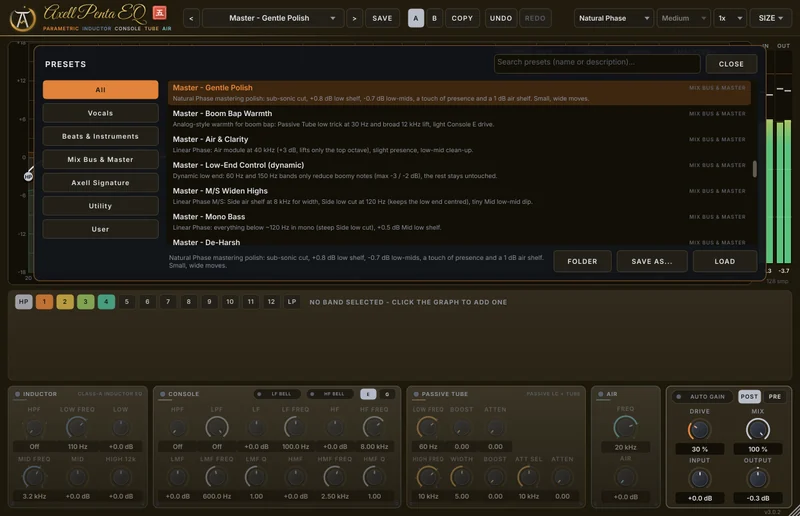 Axell Penta EQ 五
PARAMETRIC INDUCTOR CONSOLE TUBE AIR
< Master - Gentle Polish > SAVE A B COPY UNDO REDO Natural Phase Medium 1x SIZE
IN OUT
+12
PRESETS
Search presets (name or description)...
CLOSE
All
Vocals
Beats & Instruments
Mix Bus & Master
Axell Signature
Utility
User
Master - Gentle Polish MIX BUS & MASTER
Natural Phase mastering polish: sub-sonic cut, +0.8 dB low shelf, -0.7 dB low-mids, a touch of presence and a 1 dB air shelf. Small, wide moves.
Master - Boom Bap Warmth MIX BUS & MASTER
Analog-style warmth for boom bap: Passive Tube low trick at 30 Hz and broad 12 kHz lift, light Console E drive.
Master - Air & Clarity MIX BUS & MASTER
Linear Phase: Air module at 40 kHz (+3 dB, lifts only the top octave), slight presence, low-mid clean-up.
Master - Low-End Control (dynamic) MIX BUS & MASTER
Dynamic low end: 60 Hz and 150 Hz bands only reduce boomy notes (max -3 / -2 dB), the rest stays untouched.
Master - M/S Widen Highs MIX BUS & MASTER
Linear Phase M/S: Side air shelf at 8 kHz for width, Side low cut at 120 Hz (keeps the low end centred), tiny Mid low-mid dip.
Master - Mono Bass MIX BUS & MASTER
Linear Phase: everything below ~120 Hz in mono (steep Side low cut), +0.5 dB Mid low shelf.
Master - De-Harsh MIX BUS & MASTER
Natural Phase mastering polish: sub-sonic cut, +0.8 dB low shelf, -0.7 dB low-mids, a touch of presence and a 1 dB air shelf.
Small, wide moves.
FOLDER
SAVE AS...
LOAD
HP
.3 -3.7
HP 1 2 3 4 5 6 7 8 9 10 11 12 LP NO BAND SELECTED - CLICK THE GRAPH TO ADD ONE
INDUCTOR CLASS-A INDUCTOR EQ
HPF LOW FREQ LOW
Off 110 Hz +0.0 dB
MID FREQ MID HIGH 12k
3.2 kHz +0.0 dB +0.0 dB
CONSOLE LF BELL HF BELL E G
HPF LPF LF LF FREQ HF HF FREQ
Off Off +0.0 dB 100.0 Hz +0.0 dB 8.00 kHz
LMF LMF FREQ LMF Q HMF HMF FREQ HMF Q
+0.0 dB 600.0 Hz 1.00 +0.0 dB 2.50 kHz 1.00
PASSIVE TUBE PASSIVE LC + TUBE
LOW FREQ BOOST ATTEN
60 Hz 0.00 0.00
HIGH FREQ WIDTH BOOST ATT SEL ATTEN
10 kHz 5.00 0.00 10 kHz 0.00
AIR
FREQ
20 kHz
AIR
+0.0 dB
AUTO GAIN POST PRE
DRIVE MIX
30 % 100 %
INPUT OUTPUT
+0.0 dB -0.3 dB
v3.0.2